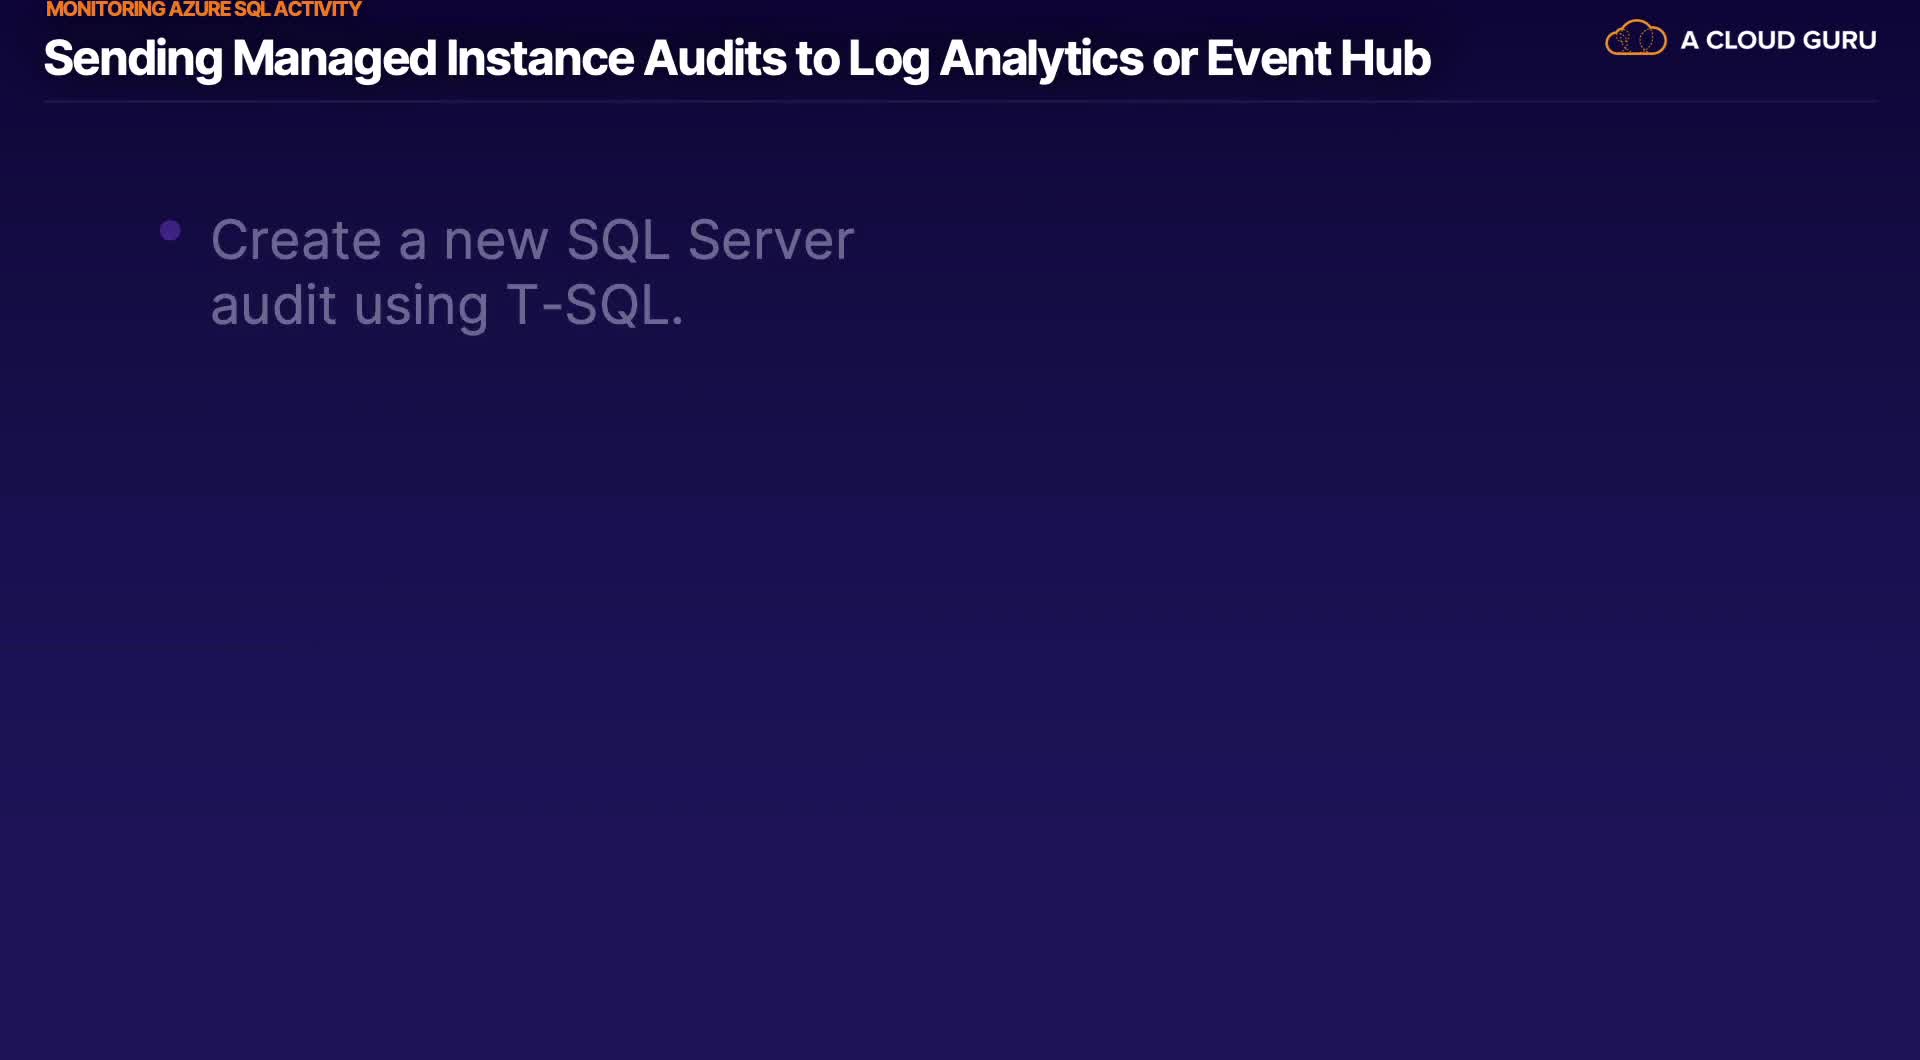 MONITORING AZURE SQL ACTIVITY
Sending Managed Instance Audits to Log Analytics or Event Hub
A CLOUD GURU
Create a new SQL Server
audit using T-SQL.